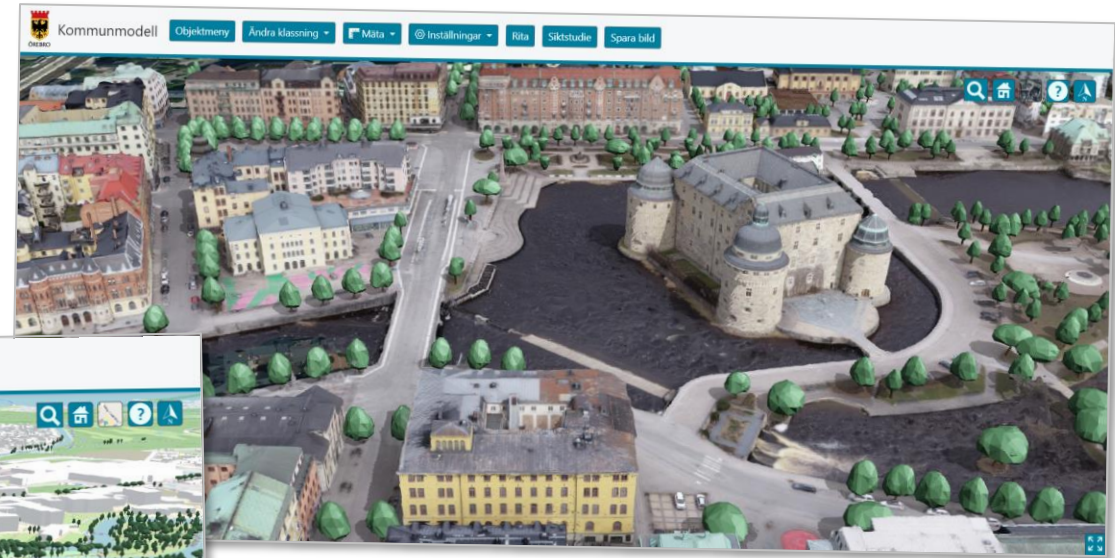 ÖREBRO
Kommunmodell
Objektmeny
Ändra klassning
Mäta
Inställningar
Rita
Siktstudie
Spara bild
?
?